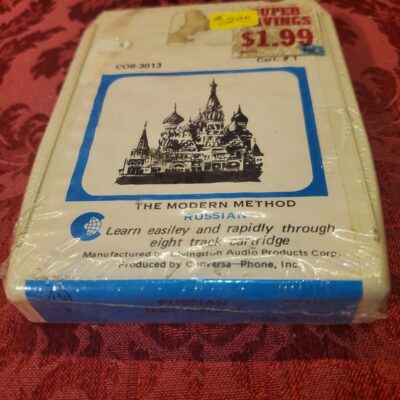 SUPER
SAVINGS
$1.99
CO8-3013
Cart. # 1
THE MODERN METHOD
RUSSIAN
Learn easiley and rapidly through
eight track cartridge
Manufactured by Livingston Audio Products Corp.
Produced by Conversa-Phone, Inc.
RUSSIAN